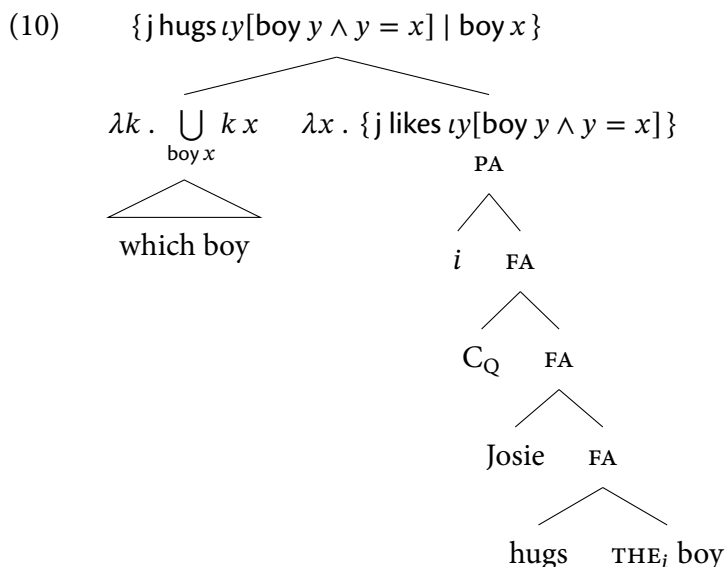 (10) { j hugs ιy[boy y ∧ y = x] | boy x }
λk . ⋃ k x λx . { j likes ιy[boy y ∧ y = x] }
boy x
PA
which boy
i FA
C_Q FA
Josie FA
hugs THE_i boy